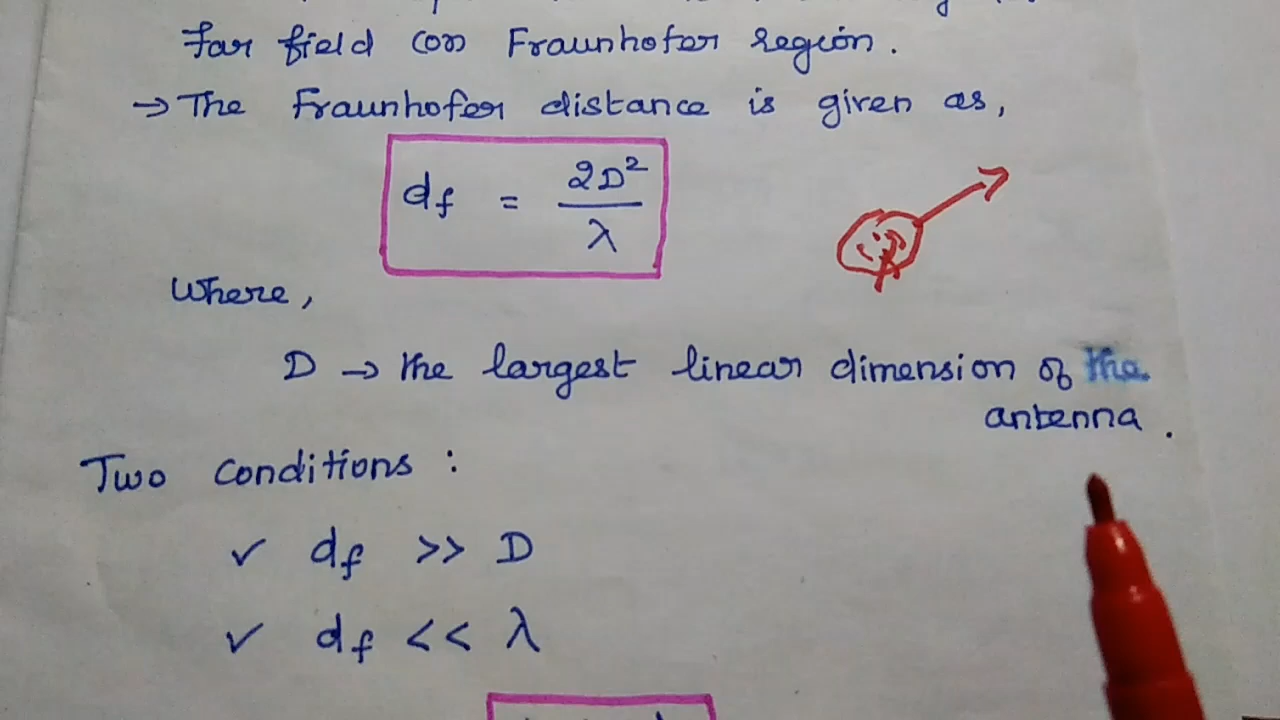 far field (or) Fraunhofer region.
→ The Fraunhofer distance is given as,
df = 2D² / λ
Where,
D → the largest linear dimension of the
antenna.
Two Conditions :
✓ df >> D
✓ df << λ